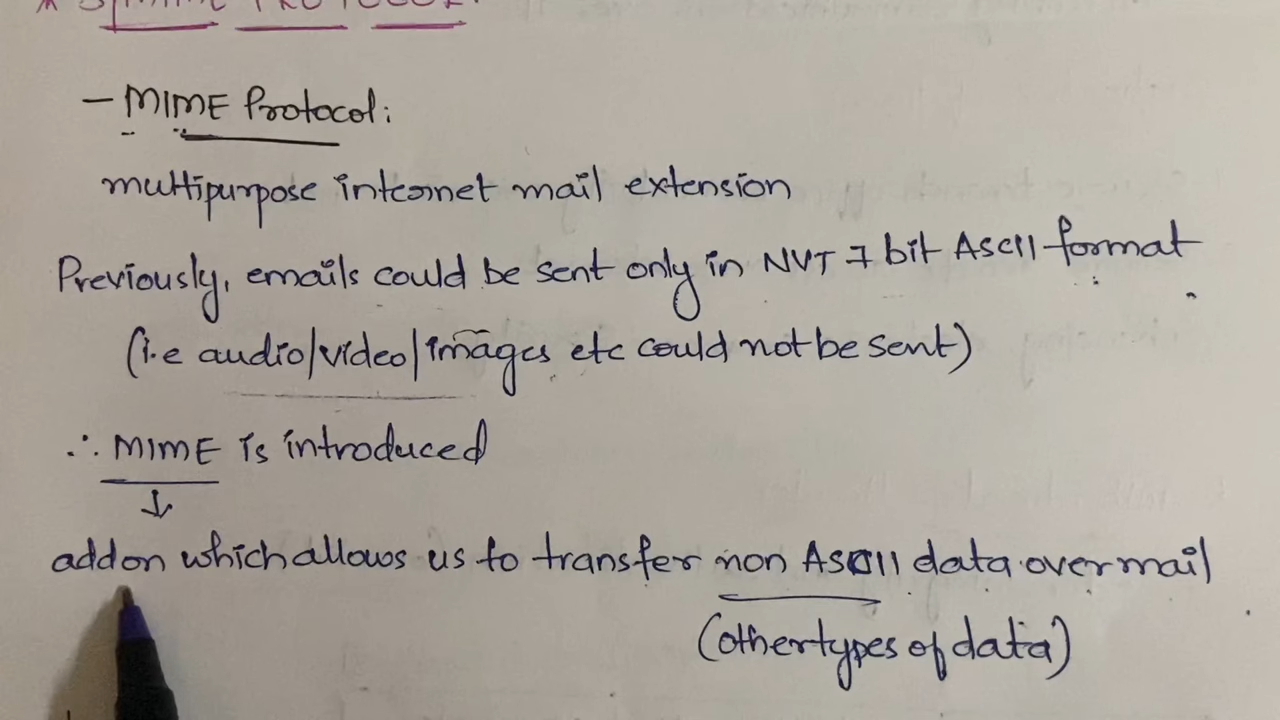 * S/MIME PROTOCOL:
- MIME Protocol:
multipurpose internet mail extension
Previously, emails could be sent only in NVT 7 bit ASCII format
(i.e audio/video/images etc could not be sent)
∴ MIME is introduced
↓
addon which allows us to transfer non ASCII data over mail
(other types of data)